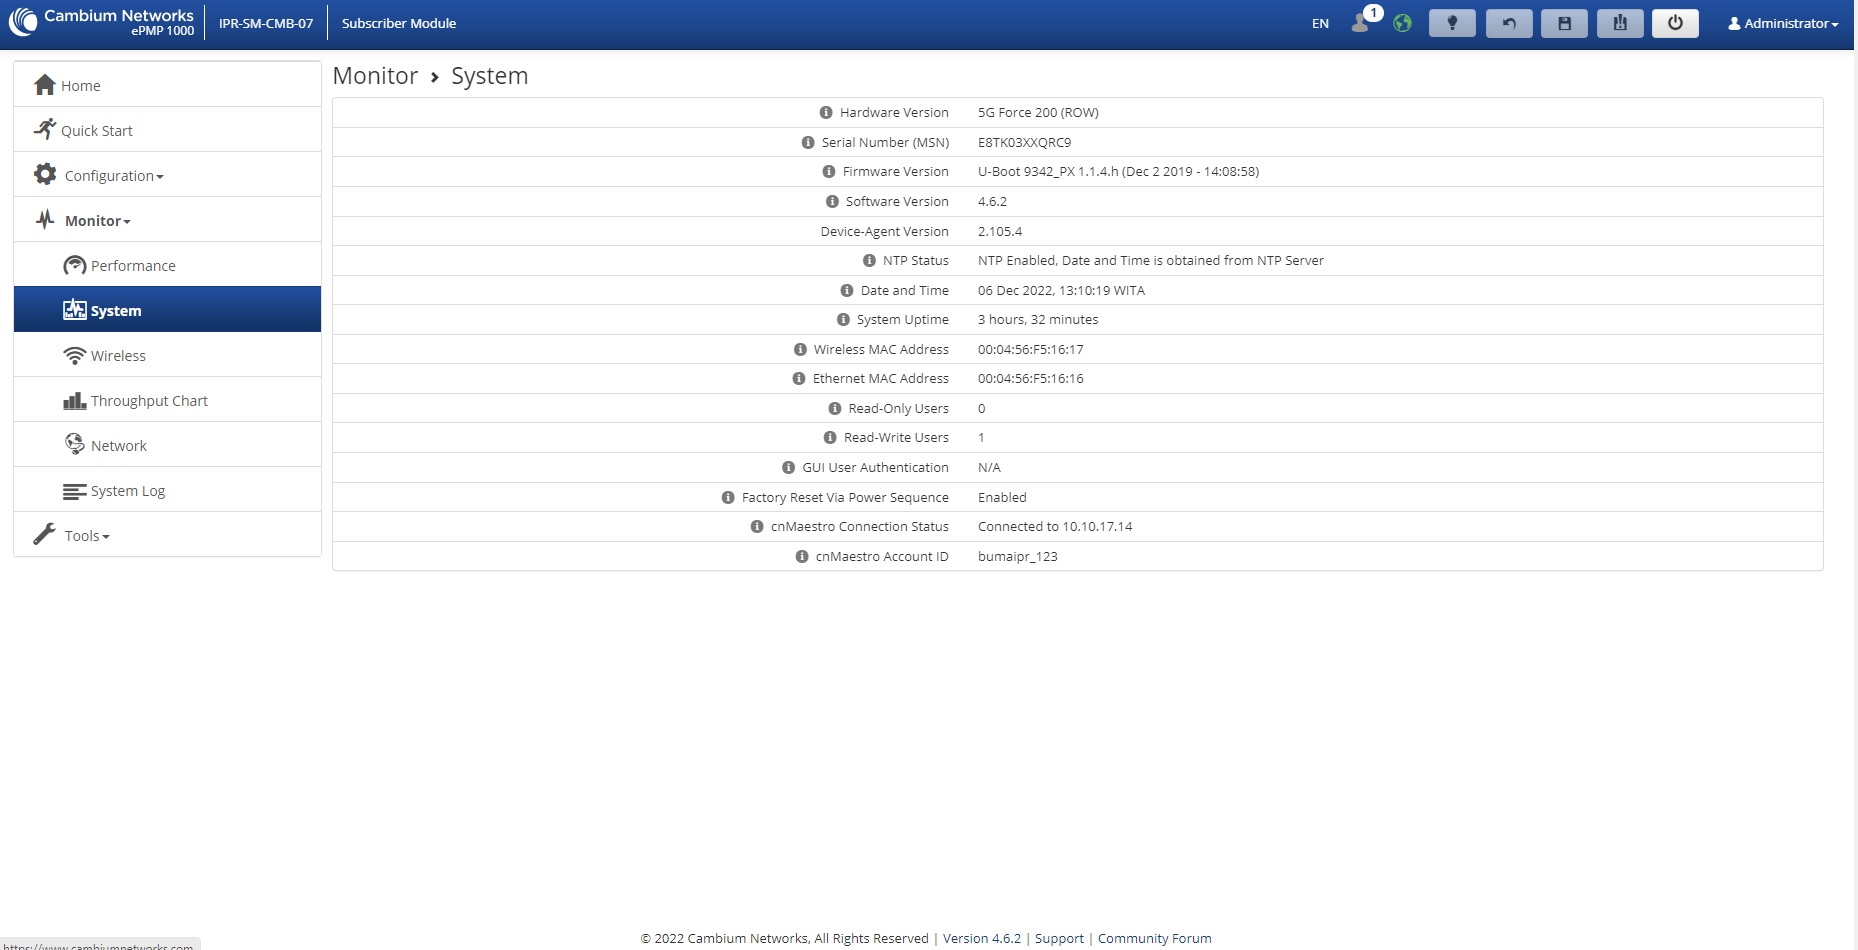 Cambium Networks
ePMP 1000
IPR-SM-CMB-07
Subscriber Module
EN
1
Administrator
Home
Quick Start
Configuration
Monitor
Performance
System
Wireless
Throughput Chart
Network
System Log
Tools
Monitor › System
Hardware Version 5G Force 200 (ROW)
Serial Number (MSN) E8TK03XXQRC9
Firmware Version U-Boot 9342_PX 1.1.4.h (Dec 2 2019 - 14:08:58)
Software Version 4.6.2
Device-Agent Version 2.105.4
NTP Status NTP Enabled, Date and Time is obtained from NTP Server
Date and Time 06 Dec 2022, 13:10:19 WITA
System Uptime 3 hours, 32 minutes
Wireless MAC Address 00:04:56:F5:16:17
Ethernet MAC Address 00:04:56:F5:16:16
Read-Only Users 0
Read-Write Users 1
GUI User Authentication N/A
Factory Reset Via Power Sequence Enabled
cnMaestro Connection Status Connected to 10.10.17.14
cnMaestro Account ID bumaipr_123
© 2022 Cambium Networks, All Rights Reserved | Version 4.6.2 | Support | Community Forum
https://www.cambiumnetworks.com